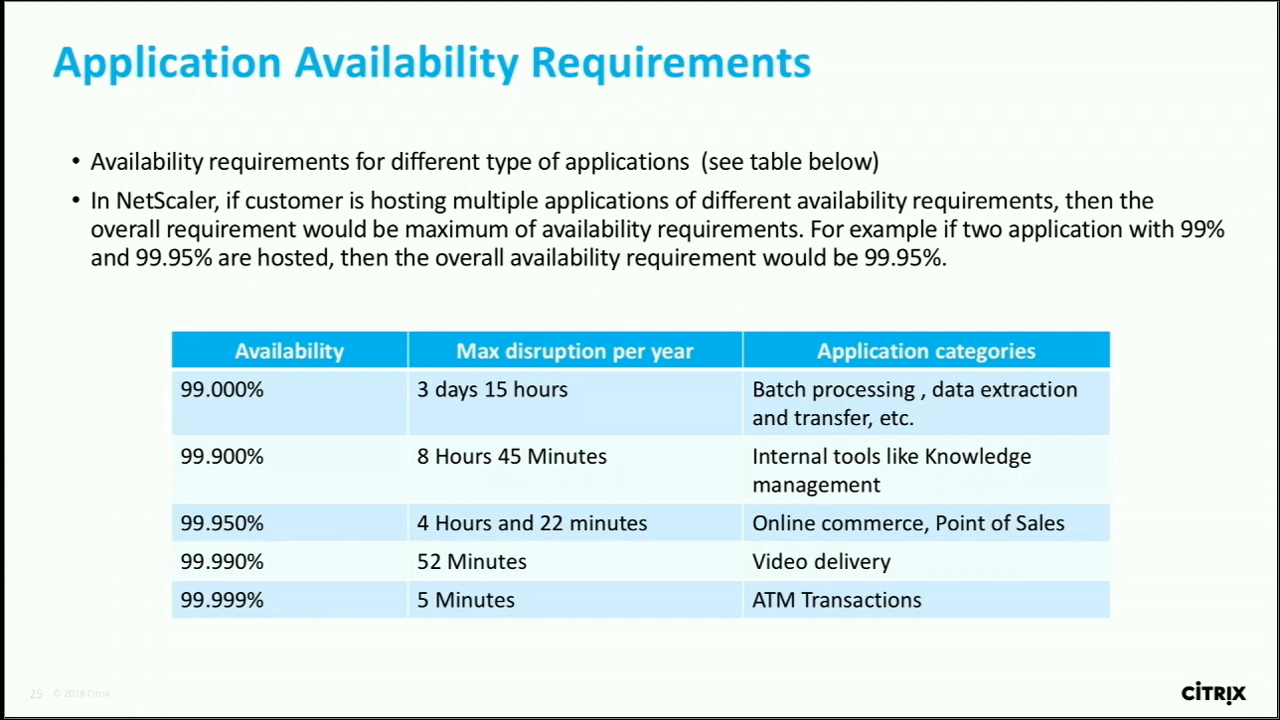 Application Availability Requirements
• Availability requirements for different type of applications  (see table below)
• In NetScaler, if customer is hosting multiple applications of different availability requirements, then the
overall requirement would be maximum of availability requirements. For example if two application with 99%
and 99.95% are hosted, then the overall availability requirement would be 99.95%.
Availability Max disruption per year Application categories
99.000% 3 days 15 hours Batch processing , data extraction
and transfer, etc.
99.900% 8 Hours 45 Minutes Internal tools like Knowledge
management
99.950% 4 Hours and 22 minutes Online commerce, Point of Sales
99.990% 52 Minutes Video delivery
99.999% 5 Minutes ATM Transactions
25 © 2018 Citrix
CİTRIX